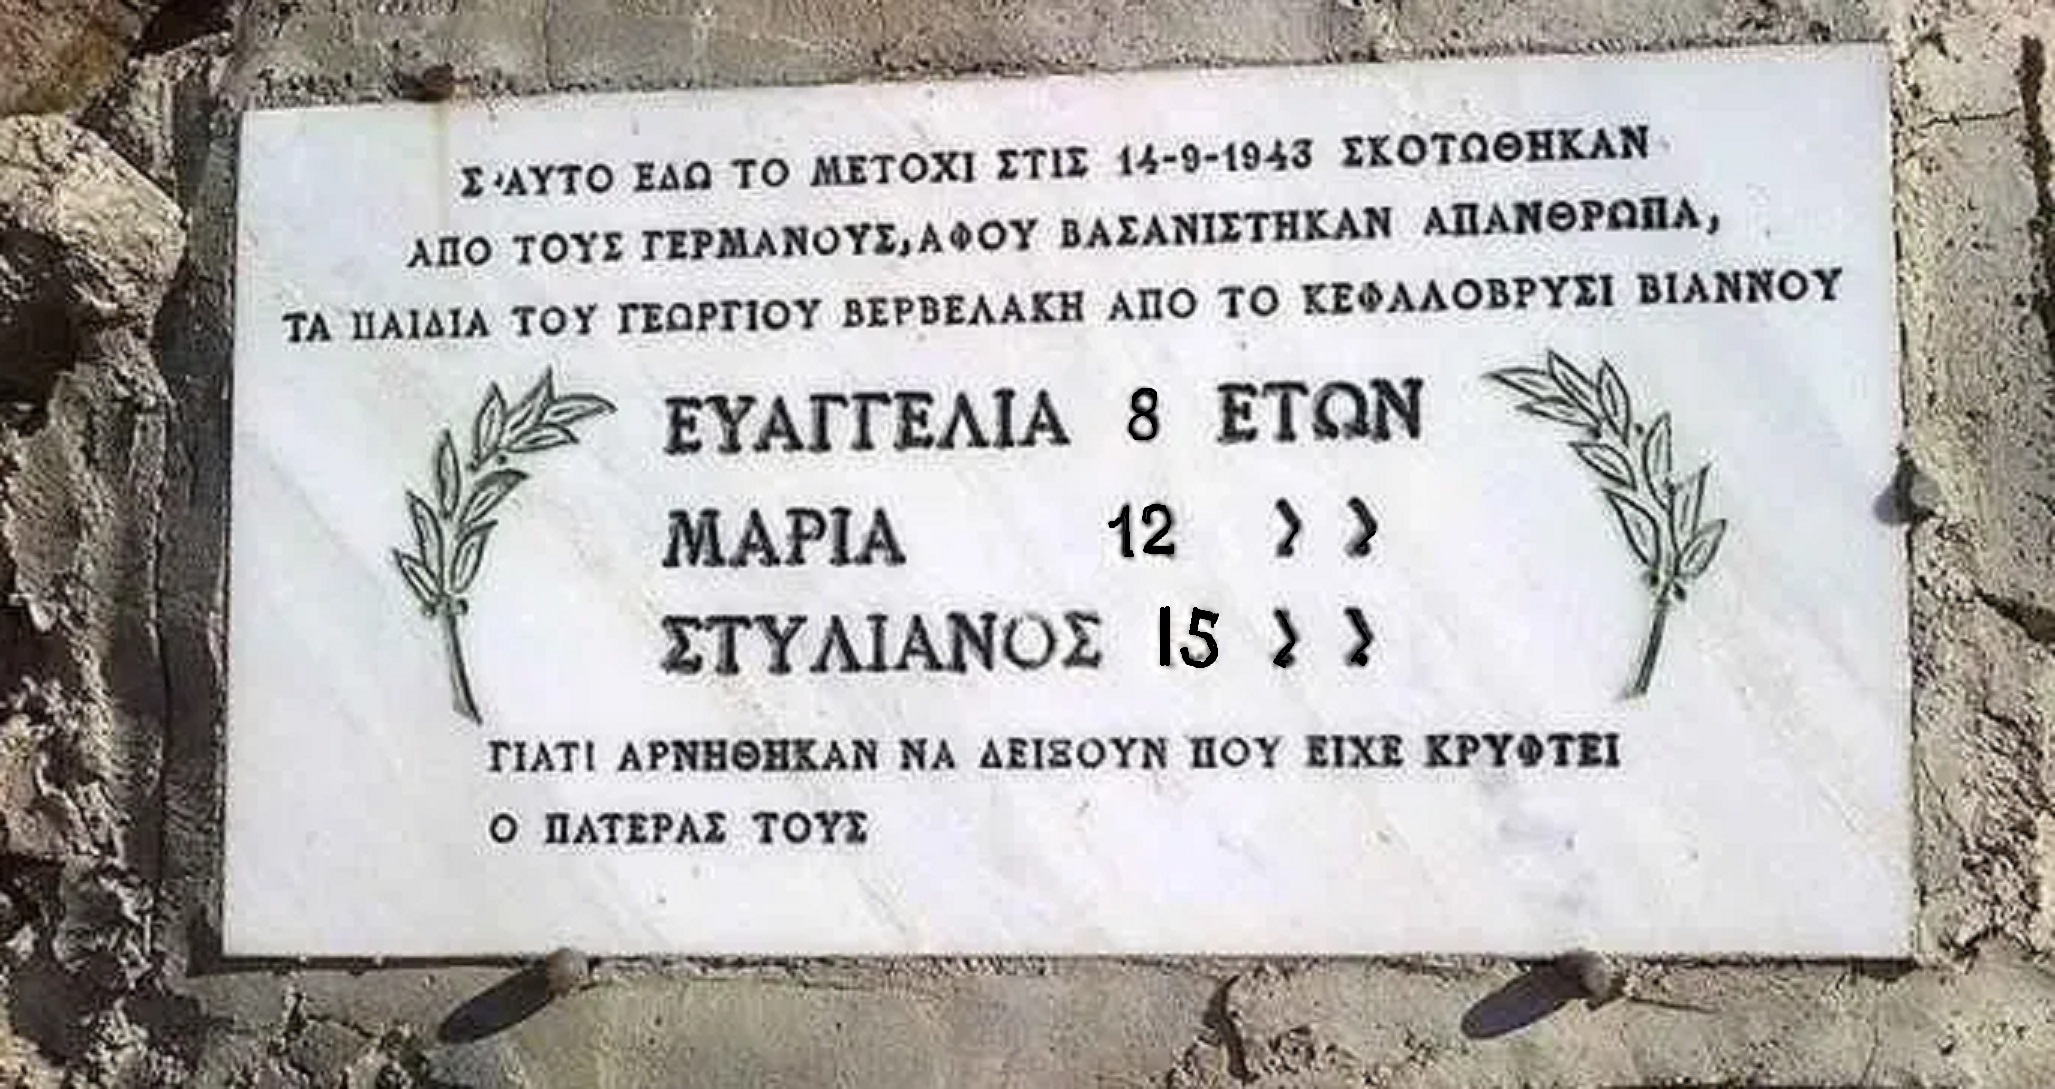 Σ'ΑΥΤΟ ΕΔΩ ΤΟ ΜΕΤΟΧΙ ΣΤΙΣ 14-9-1943 ΣΚΟΤΩΘΗΚΑΝ
ΑΠΟ ΤΟΥΣ ΓΕΡΜΑΝΟΥΣ,ΑΦΟΥ ΒΑΣΑΝΙΣΤΗΚΑΝ ΑΠΑΝΘΡΩΠΑ,
ΤΑ ΠΑΙΔΙΑ ΤΟΥ ΓΕΩΡΓΙΟΥ ΒΕΡΒΕΛΑΚΗ ΑΠΟ ΤΟ ΚΕΦΑΛΟΒΡΥΣΙ ΒΙΑΝΝΟΥ
ΕΥΑΓΓΕΛΙΑ 8 ΕΤΩΝ
ΜΑΡΙΑ 12 » »
ΣΤΥΛΙΑΝΟΣ 15 » »
ΓΙΑΤΙ ΑΡΝΗΘΗΚΑΝ ΝΑ ΔΕΙΞΟΥΝ ΠΟΥ ΕΙΧΕ ΚΡΥΦΤΕΙ
Ο ΠΑΤΕΡΑΣ ΤΟΥΣ